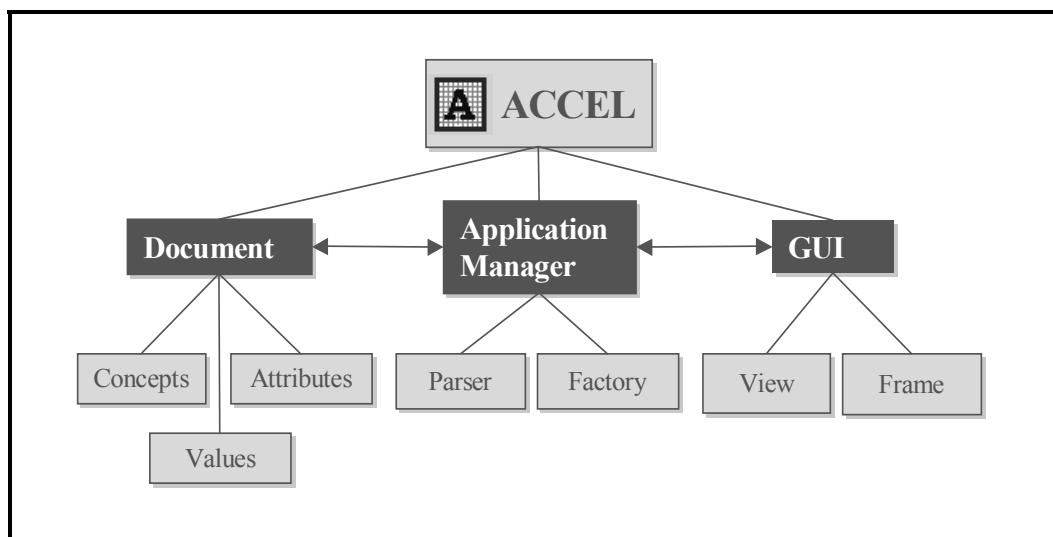 A ACCEL
Document
Application
Manager
GUI
Concepts
Attributes
Values
Parser
Factory
View
Frame